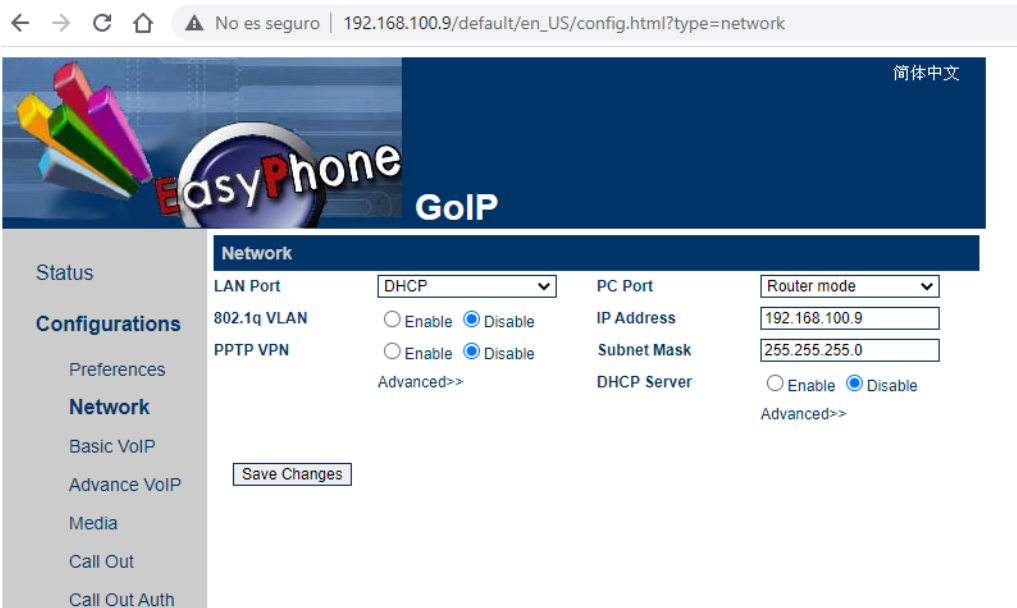 No es seguro | 192.168.100.9/default/en_US/config.html?type=network
简体中文
EasyPhone
GoIP
Status
Configurations
Preferences
Network
Basic VoIP
Advance VoIP
Media
Call Out
Call Out Auth
Network
LAN Port DHCP PC Port Router mode
802.1q VLAN Enable Disable IP Address 192.168.100.9
PPTP VPN Enable Disable Subnet Mask 255.255.255.0
Advanced>> DHCP Server Enable Disable
Advanced>>
Save Changes